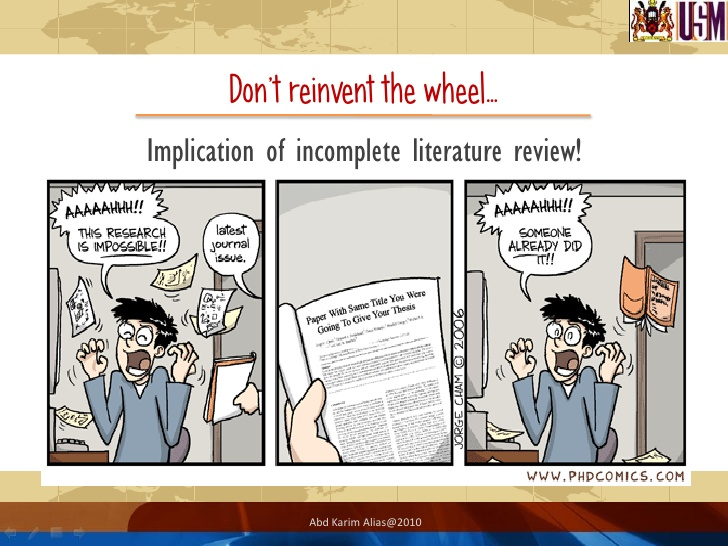 USM
Don't reinvent the wheel...
Implication of incomplete literature review!
AAAAAHHH!!
THIS RESEARCH
IS IMPOSSIBLE!!
latest
journal
issue.
Paper With Same Title You Were
Going To Give Your Thesis
JORGE CHAM © 2006
AAAAAHHH!!
SOMEONE
ALREADY DID
IT!!
WWW.PHDCOMICS.COM
Abd Karim Alias@2010